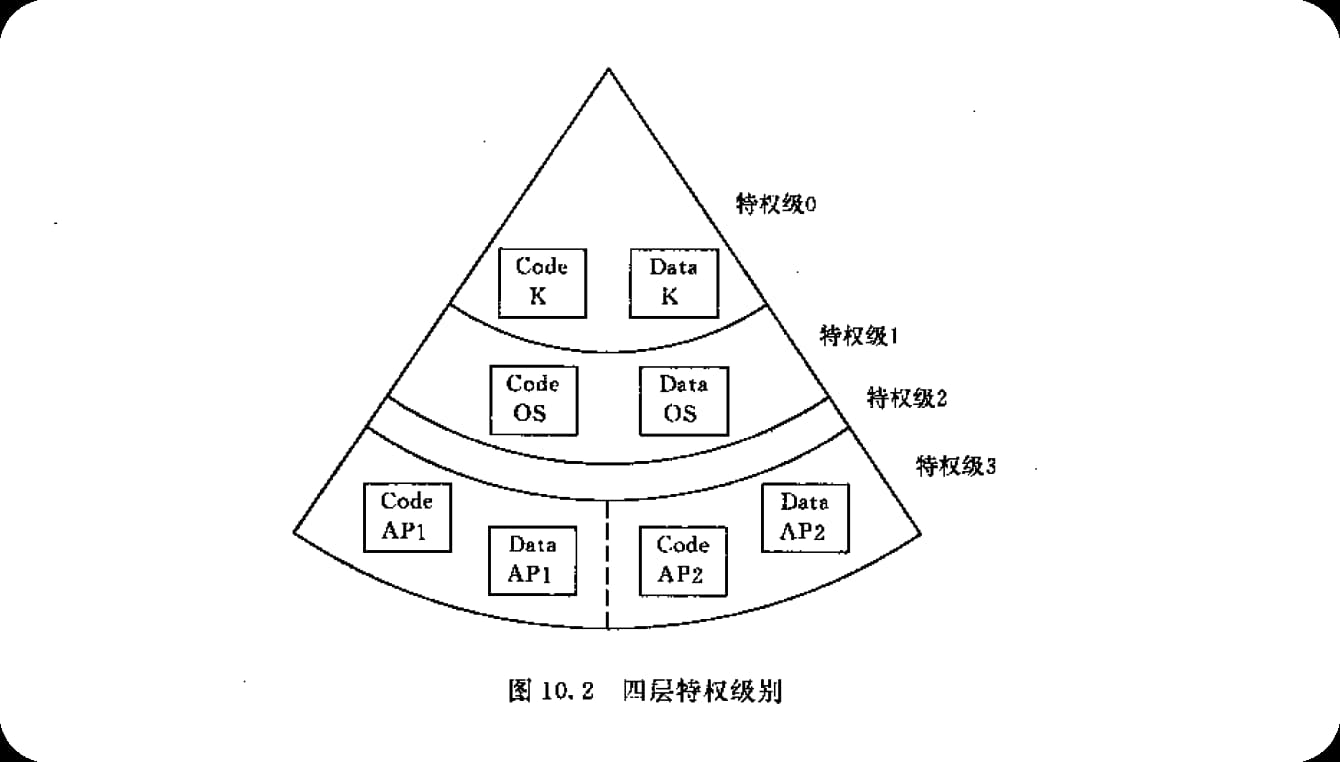 特权级0
Code
K
Data
K
特权级1
Code
OS
Data
OS
特权级2
特权级3
Code
AP1
Data
AP1
Code
AP2
Data
AP2
图 10.2 四层特权级别